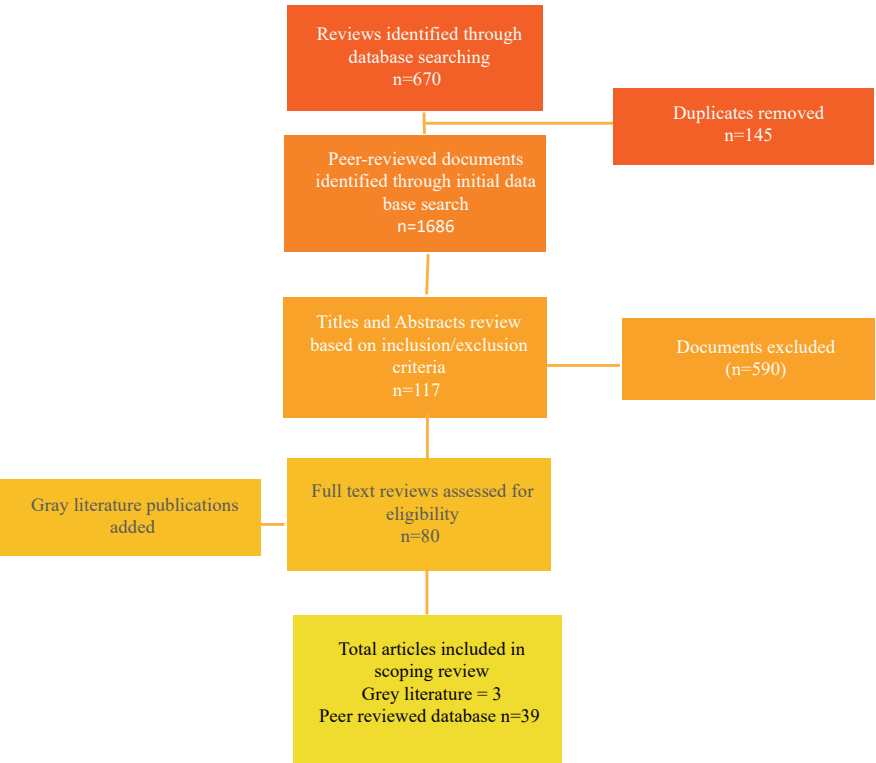 Reviews identified through
database searching
n=670
Duplicates removed
n=145
Peer-reviewed documents
identified through initial data
base search
n=1686
Titles and Abstracts review
based on inclusion/exclusion
criteria
n=117
Documents excluded
(n=590)
Gray literature publications
added
Full text reviews assessed for
eligibility
n=80
Total articles included in
scoping review
Grey literature = 3
Peer reviewed database n=39